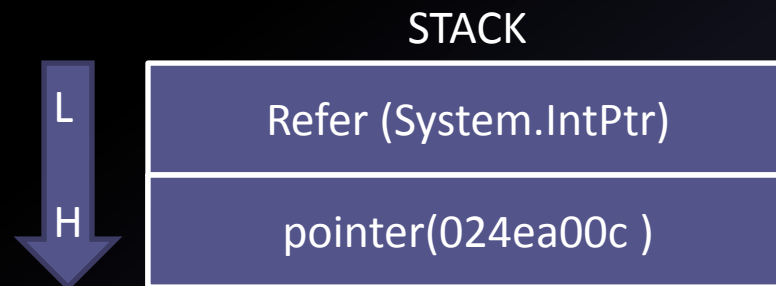 STACK
L
Refer (System.IntPtr)
H
pointer(024ea00c )